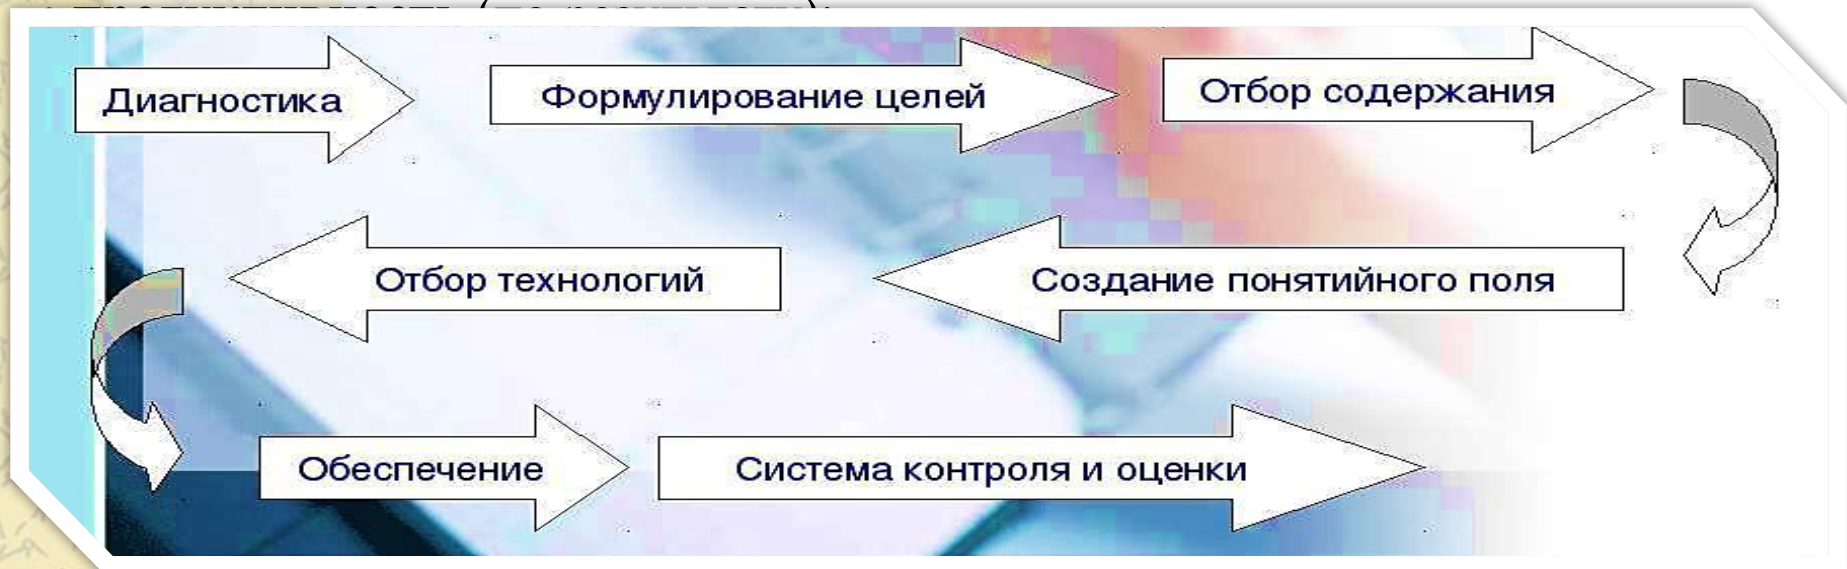 Диагностика
Формулирование целей
Отбор содержания
Создание понятийного поля
Отбор технологий
Обеспечение
Система контроля и оценки